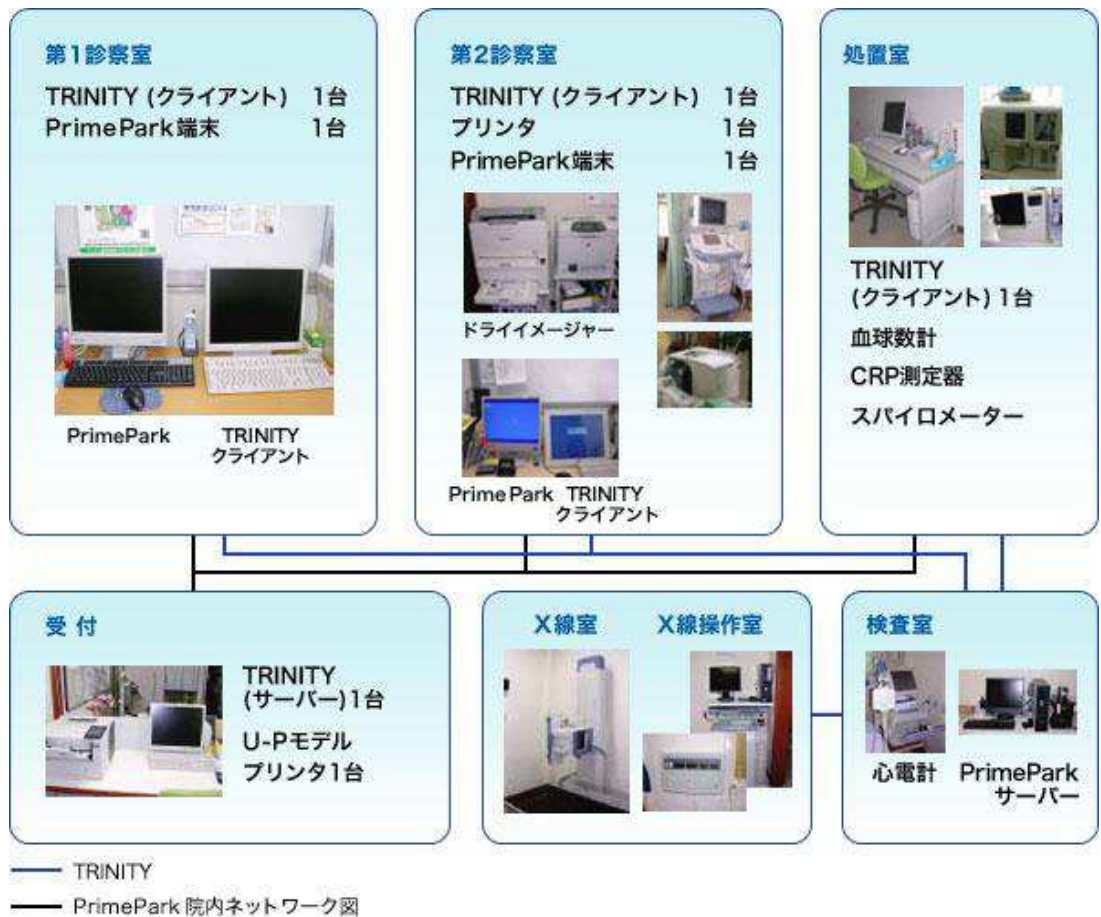 第1診察室
TRINITY (クライアント) 1台
PrimePark端末 1台
PrimePark
TRINITY
クライアント
第2診察室
TRINITY (クライアント) 1台
プリンタ 1台
PrimePark端末 1台
ドライイメージャー
PrimePark
TRINITY
クライアント
処置室
TRINITY
(クライアント) 1台
血球数計
CRP測定器
スパイロメーター
受 付
TRINITY
(サーバー) 1台
U-Pモデル
プリンタ1台
X線室
X線操作室
検査室
心電計
PrimePark
サーバー
TRINITY
PrimePark 院内ネットワーク図